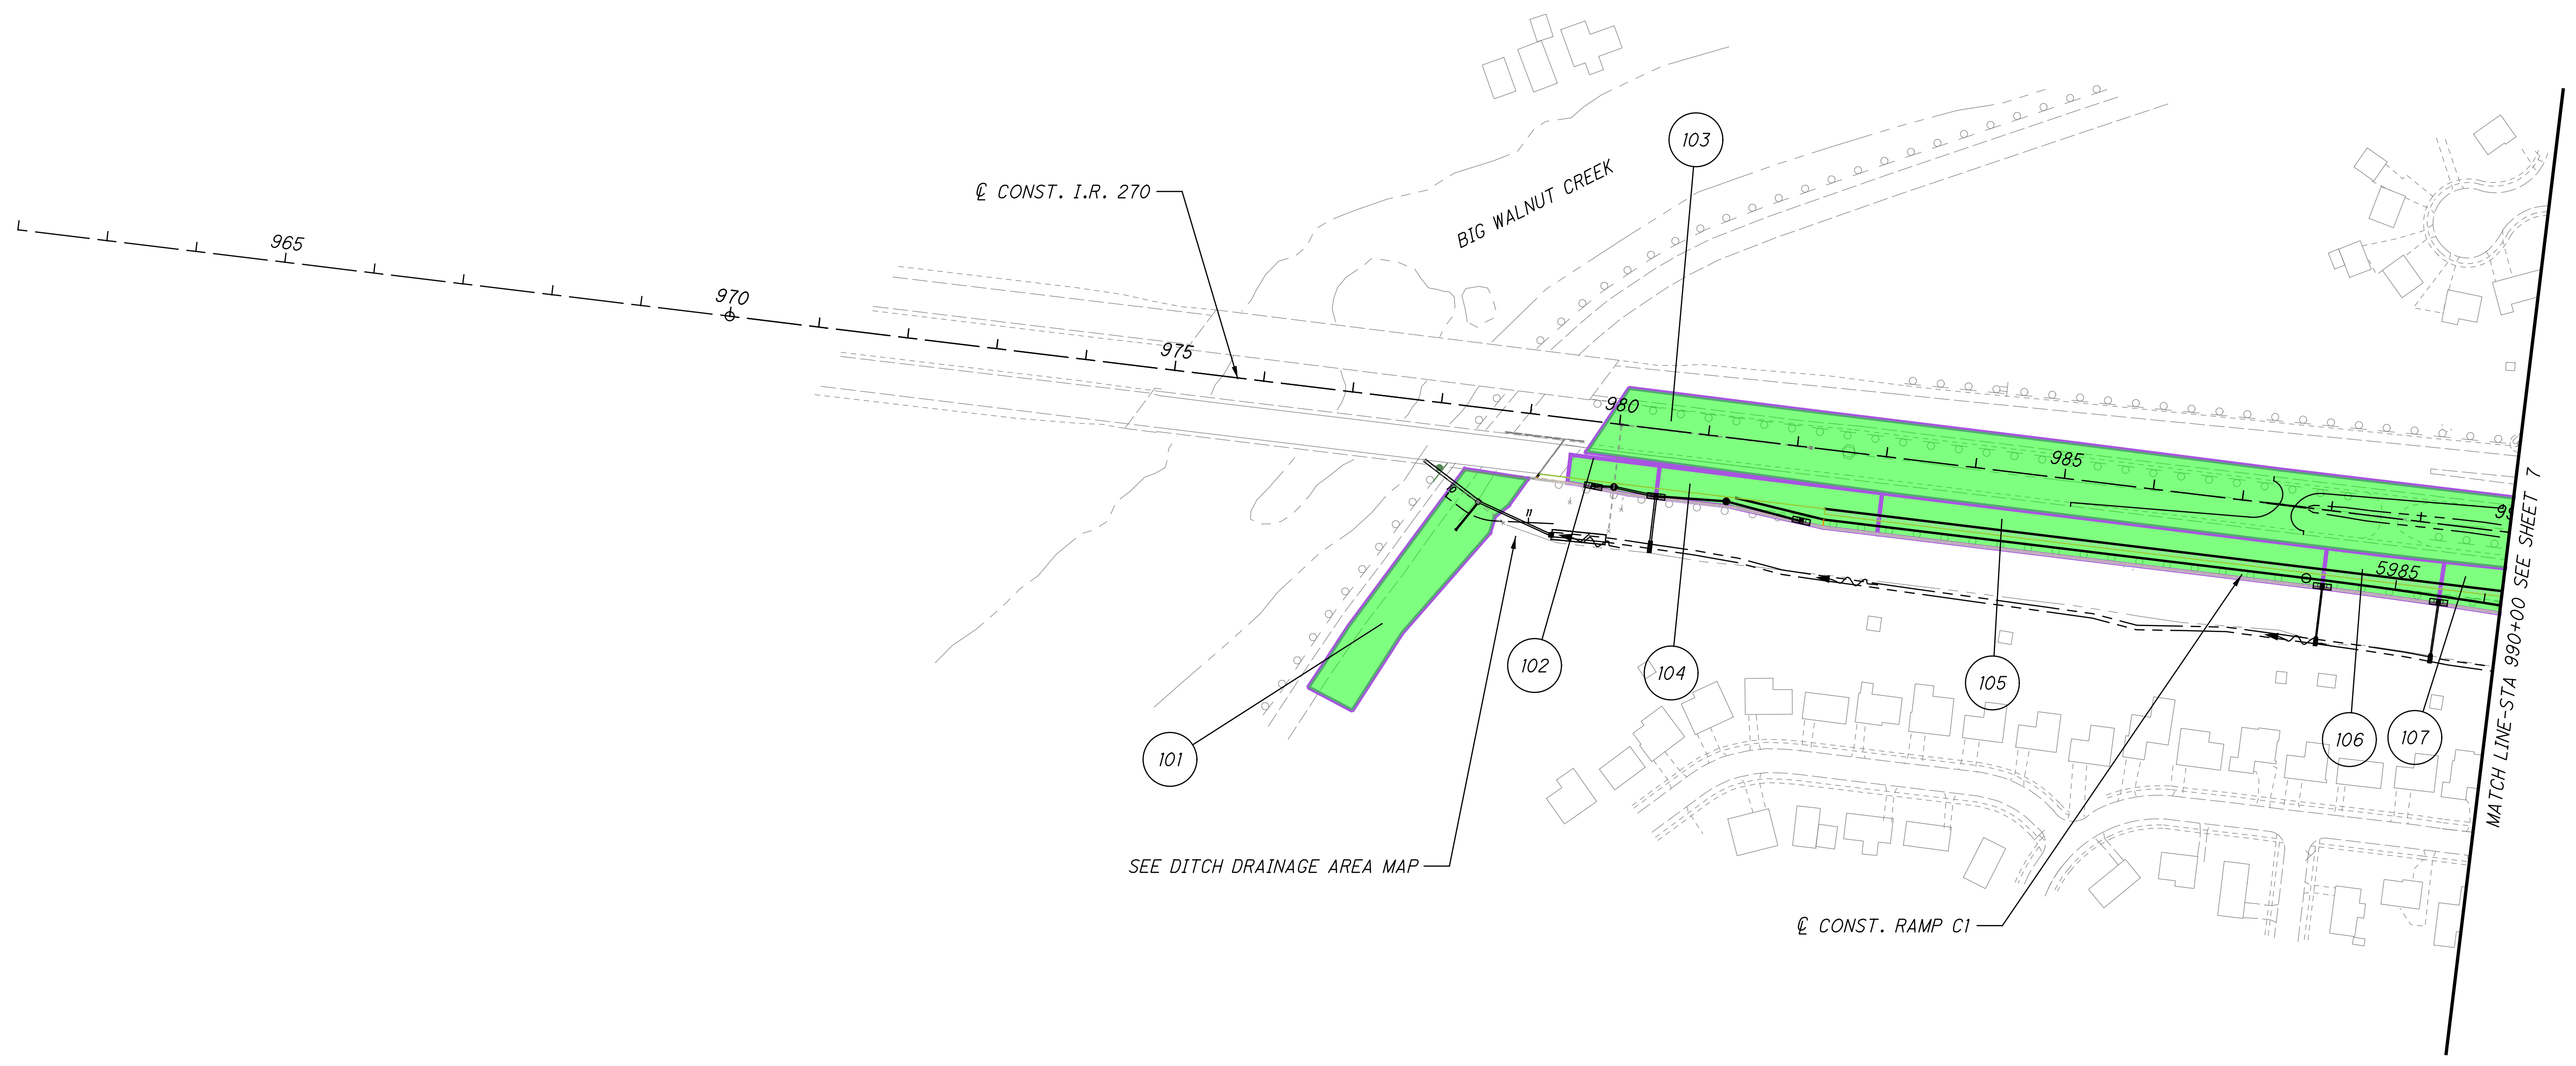 103
BIG WALNUT CREEK
℄ CONST. I.R. 270
965
970
975
980
985
5985
MATCH LINE-STA 990+00 SEE SHEET 7
102
104
105
106
107
101
SEE DITCH DRAINAGE AREA MAP
℄ CONST. RAMP C1